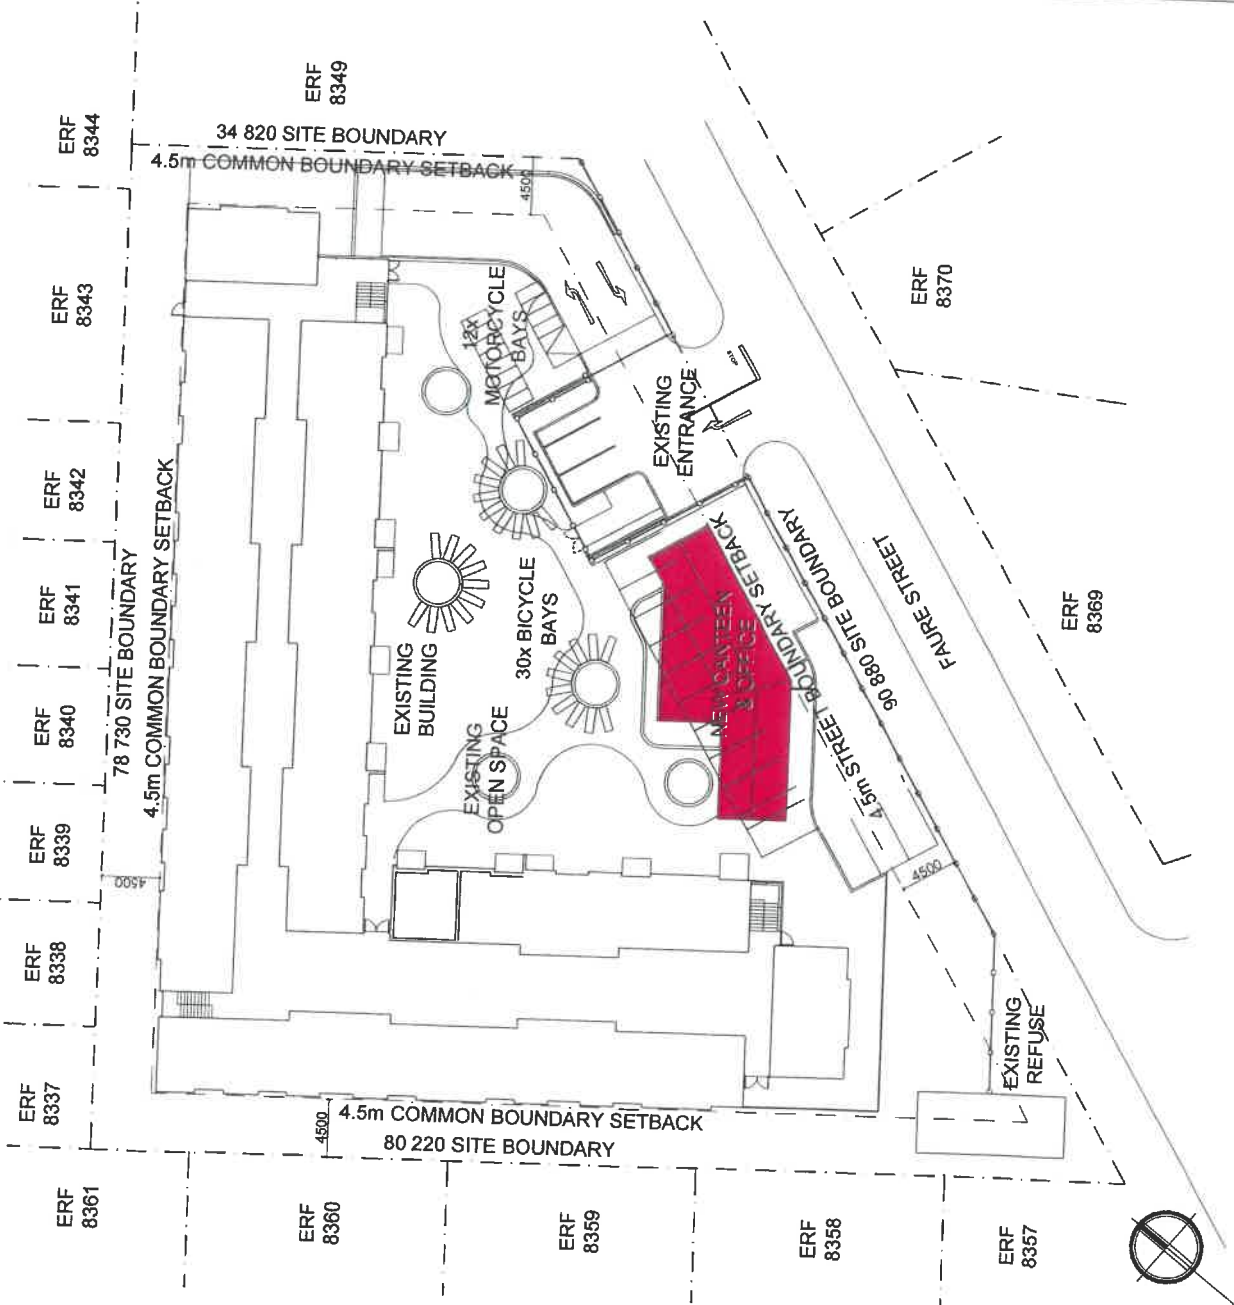 ERF
8349
ERF
8344
34 820 SITE BOUNDARY
4.5m COMMON BOUNDARY SETBACK
4500
ERF
8343
ERF
8370
12x
MOTORCYCLE
BAYS
STOP
EXISTING
ENTRANCE
ERF
8342
78 730 SITE BOUNDARY
4.5m COMMON BOUNDARY SETBACK
ERF
8341
30x BICYCLE
BAYS
EXISTING
BUILDING
NEW CANTEEN
& OFFICE
4.5m STREET BOUNDARY SETBACK
90 880 SITE BOUNDARY
FAURE STREET
ERF
8369
ERF
8340
EXISTING
OPEN SPACE
ERF
8339
4500
4500
ERF
8338
EXISTING
REFUSE
ERF
8337
4500
4.5m COMMON BOUNDARY SETBACK
80 220 SITE BOUNDARY
ERF
8361
ERF
8360
ERF
8359
ERF
8358
ERF
8357